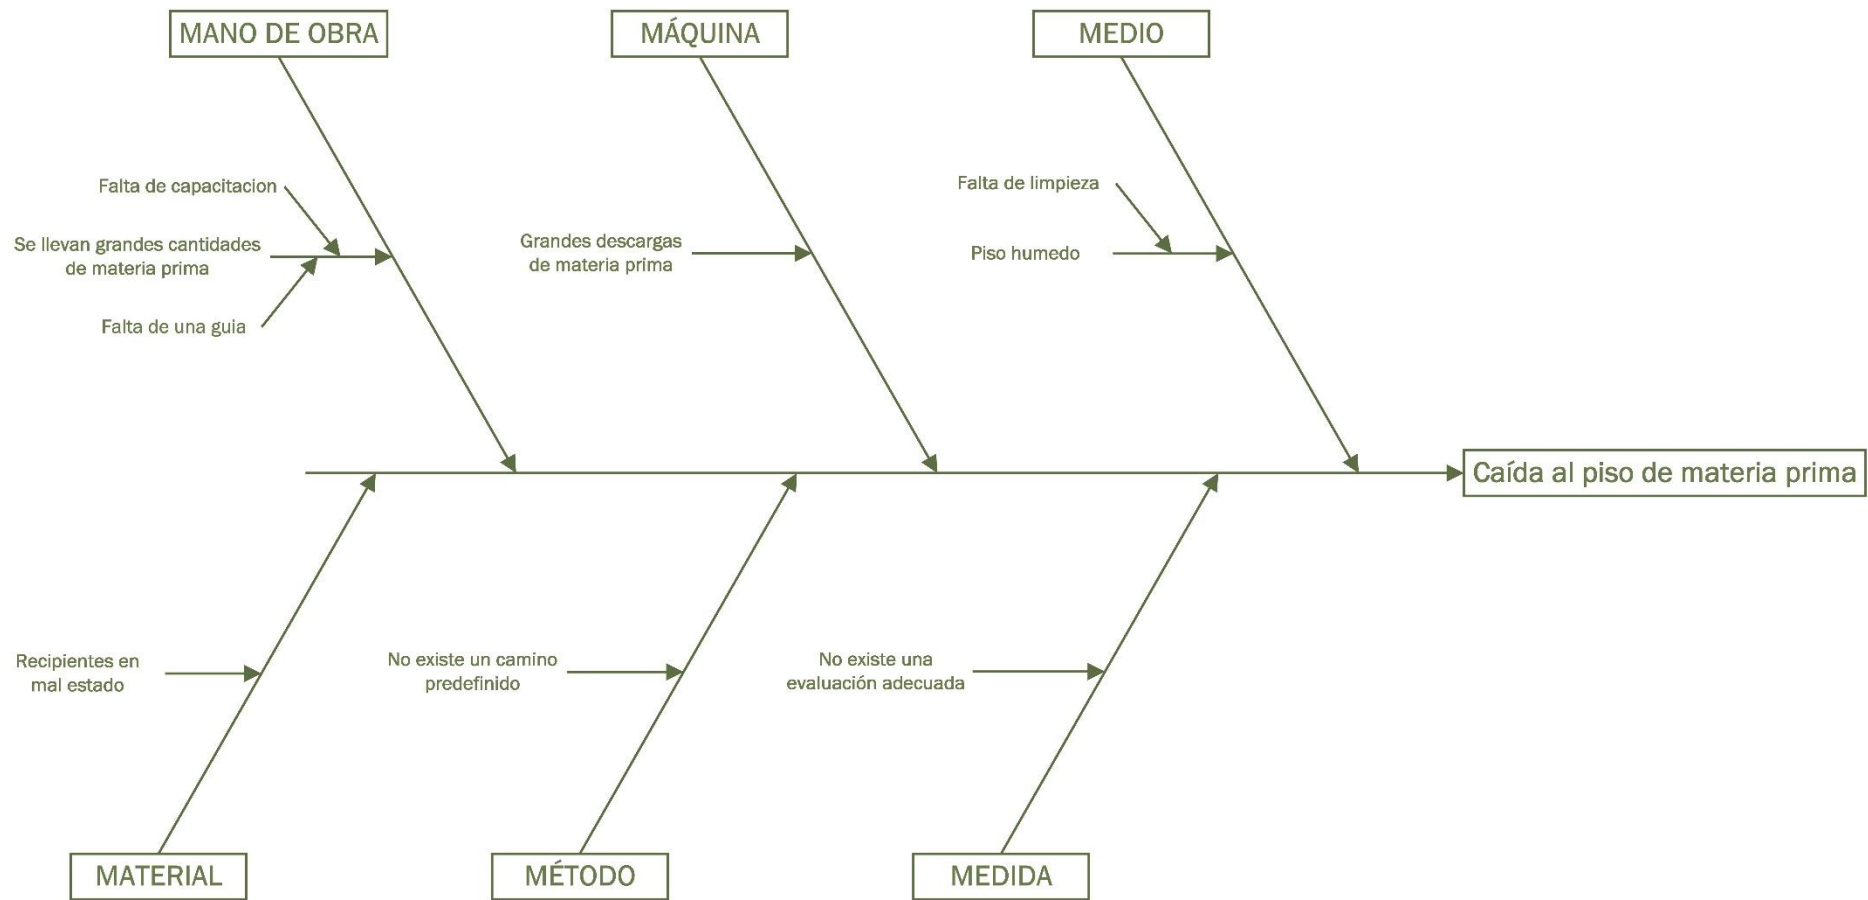 MANO DE OBRA
MÁQUINA
MEDIO
Falta de capacitacion
Se llevan grandes cantidades
de materia prima
Falta de una guia
Grandes descargas
de materia prima
Falta de limpieza
Piso humedo
Caída al piso de materia prima
Recipientes en
mal estado
No existe un camino
predefinido
No existe una
evaluación adecuada
MATERIAL
MÉTODO
MEDIDA